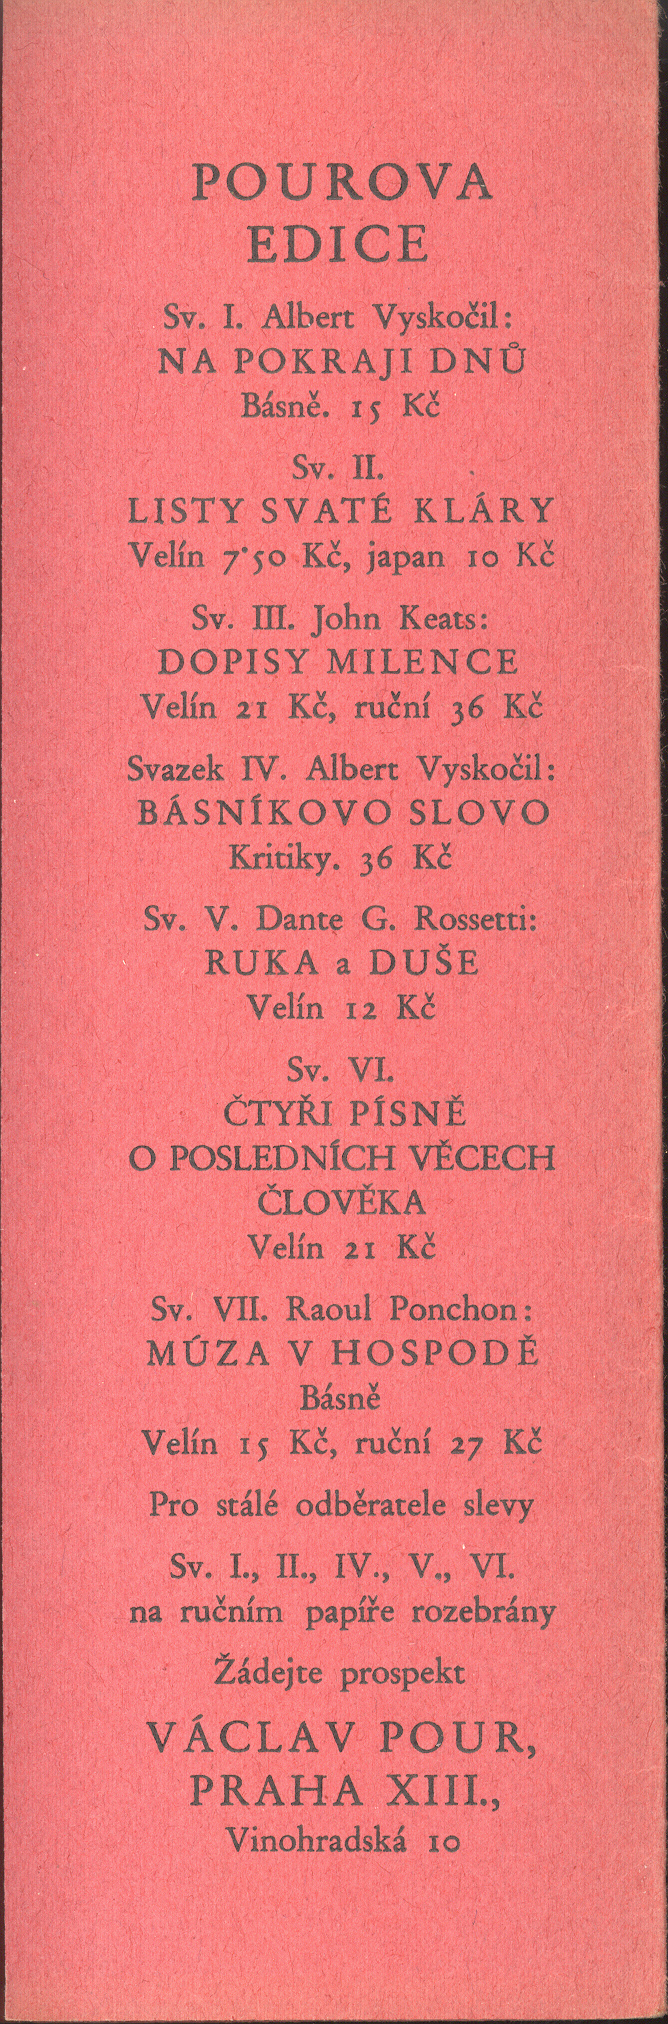 POUROVA
EDICE
Sv. I. Albert Vyskočil:
NA POKRAJI DNŮ
Básně. 15 Kč
Sv. II.
LISTY SVATÉ KLÁRY
Velín 7·50 Kč, japan 10 Kč
Sv. III. John Keats:
DOPISY MILENCE
Velín 21 Kč, ruční 36 Kč
Svazek IV. Albert Vyskočil:
BÁSNÍKOVO SLOVO
Kritiky. 36 Kč
Sv. V. Dante G. Rossetti:
RUKA a DUŠE
Velín 12 Kč
Sv. VI.
ČTYŘI PÍSNĚ
O POSLEDNÍCH VĚCECH
ČLOVĚKA
Velín 21 Kč
Sv. VII. Raoul Ponchon:
MÚZA V HOSPODĚ
Básně
Velín 15 Kč, ruční 27 Kč
Pro stálé odběratele slevy
Sv. I., II., IV., V., VI.
na ručním papíře rozebrány
Žádejte prospekt
VÁCLAV POUR,
PRAHA XIII.,
Vinohradská 10